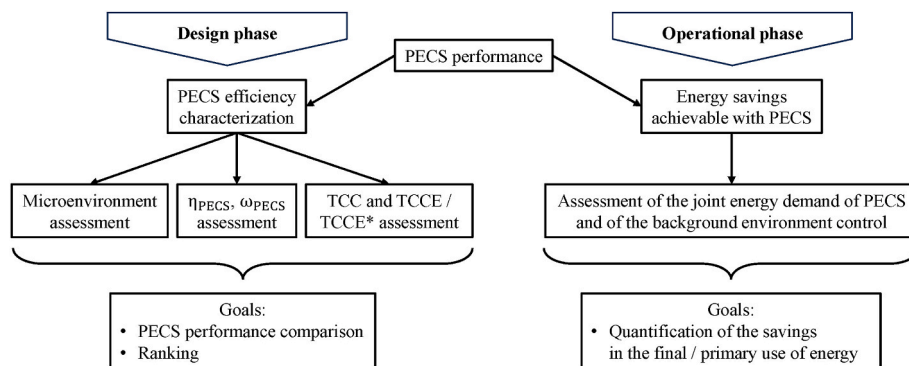 Design phase
Operational phase
PECS performance
PECS efficiency
characterization
Energy savings
achievable with PECS
Microenvironment
assessment
ηPECS, ωPECS
assessment
TCC and TCCE /
TCCE* assessment
Assessment of the joint energy demand of PECS
and of the background environment control
Goals:
• PECS performance comparison
• Ranking
Goals:
• Quantification of the savings
in the final / primary use of energy